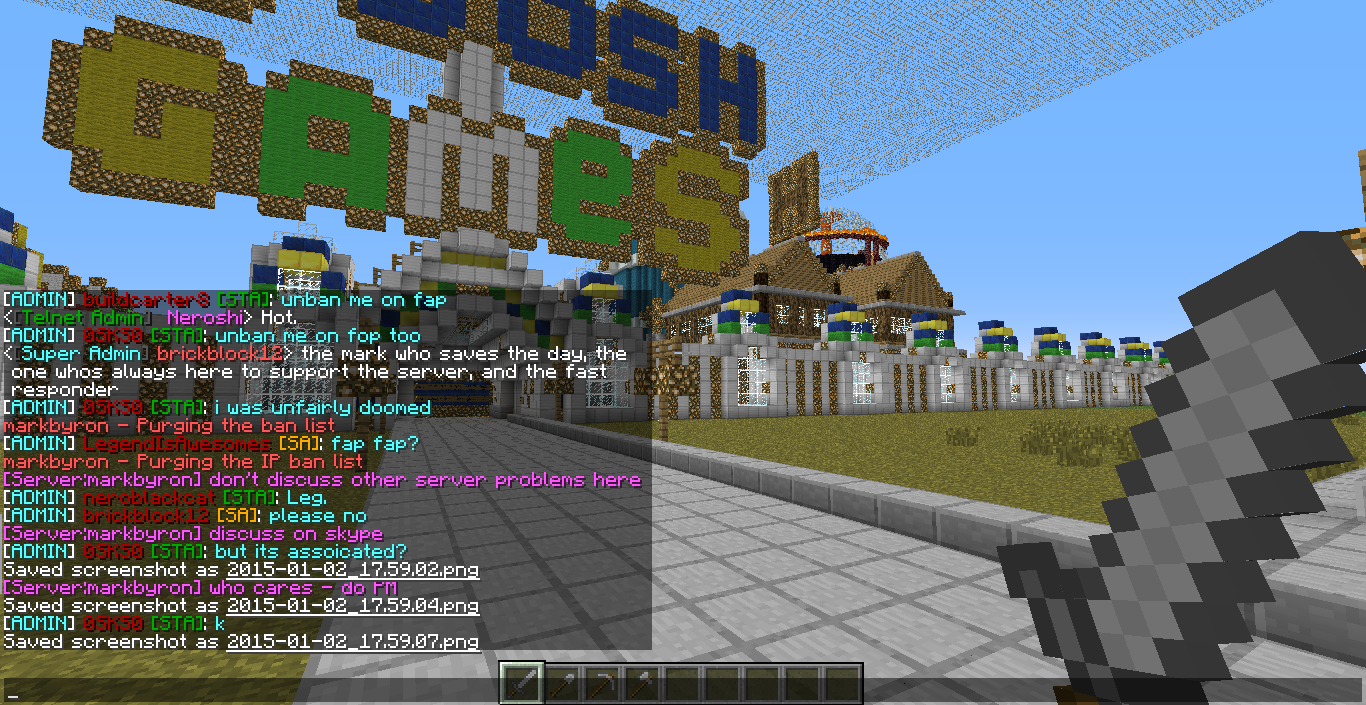 OSH
Games
[ADMIN] buildcarter8 [STA]: unban me on fap
<[Telnet Admin] Neroshi> Hot.
[ADMIN] 05K50 [STA]: unban me on fop too
<[Super Admin] brickblock12> the mark who saves the day, the
one whos always here to support the server, and the fast
responder
[ADMIN] 05K50 [STA]: i was unfairly doomed
markbyron - Purging the ban list
[ADMIN] LegendIsAwesomes [SA]: fap fap?
markbyron - Purging the IP ban list
[Server:markbyron] don't discuss other server problems here
[ADMIN] neroblackcat [STA]: Leg.
[ADMIN] brickblock12 [SA]: please no
[Server:markbyron] discuss on skype
[ADMIN] 05K50 [STA]: but its assoicated?
Saved screenshot as 2015-01-02_17.59.02.png
[Server:markbyron] who cares - do PM
Saved screenshot as 2015-01-02_17.59.04.png
[ADMIN] 05K50 [STA]: k
Saved screenshot as 2015-01-02_17.59.07.png
_